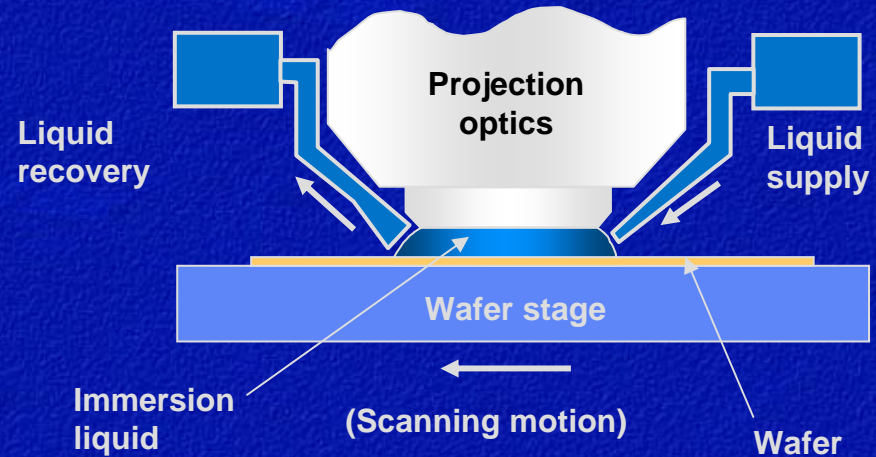 Projection
optics
Liquid
recovery
Liquid
supply
Wafer stage
Immersion
liquid
(Scanning motion)
Wafer